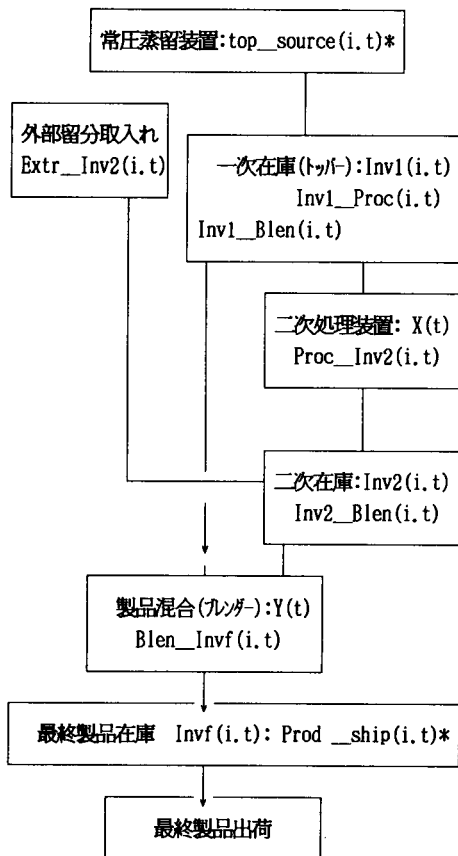 常圧蒸留装置:top__source(i.t)*
外部留分取入れ
Extr__Inv2(i.t)
一次在庫(トッパー):Inv1(i.t)
Inv1__Proc(i.t)
Inv1__Blen(i.t)
二次処理装置: X(t)
Proc__Inv2(i.t)
二次在庫:Inv2(i.t)
Inv2__Blen(i.t)
製品混合(ブレンダー):Y(t)
Blen__Invf(i.t)
最終製品在庫 Invf(i.t): Prod __ship(i.t)*
最終製品出荷